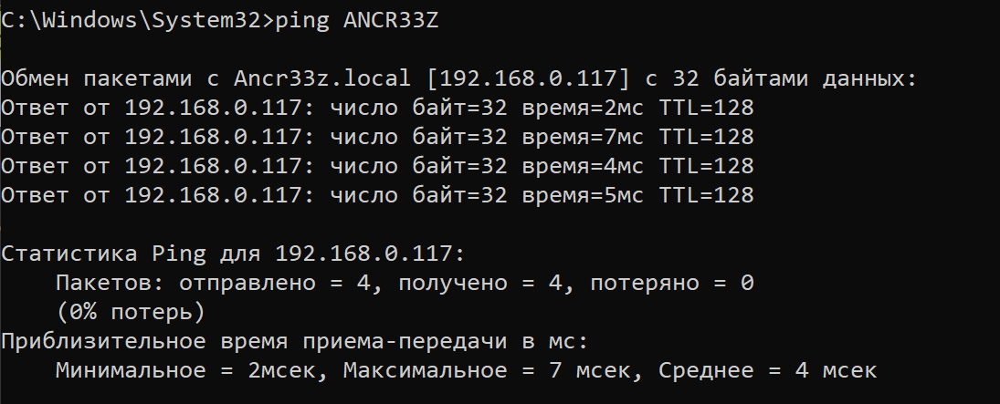 C:\Windows\System32>ping ANCR33Z
Обмен пакетами с Ancr33z.local [192.168.0.117] с 32 байтами данных:
Ответ от 192.168.0.117: число байт=32 время=2мс TTL=128
Ответ от 192.168.0.117: число байт=32 время=7мс TTL=128
Ответ от 192.168.0.117: число байт=32 время=4мс TTL=128
Ответ от 192.168.0.117: число байт=32 время=5мс TTL=128
Статистика Ping для 192.168.0.117:
Пакетов: отправлено = 4, получено = 4, потеряно = 0
(0% потерь)
Приблизительное время приема-передачи в мс:
Минимальное = 2мсек, Максимальное = 7 мсек, Среднее = 4 мсек